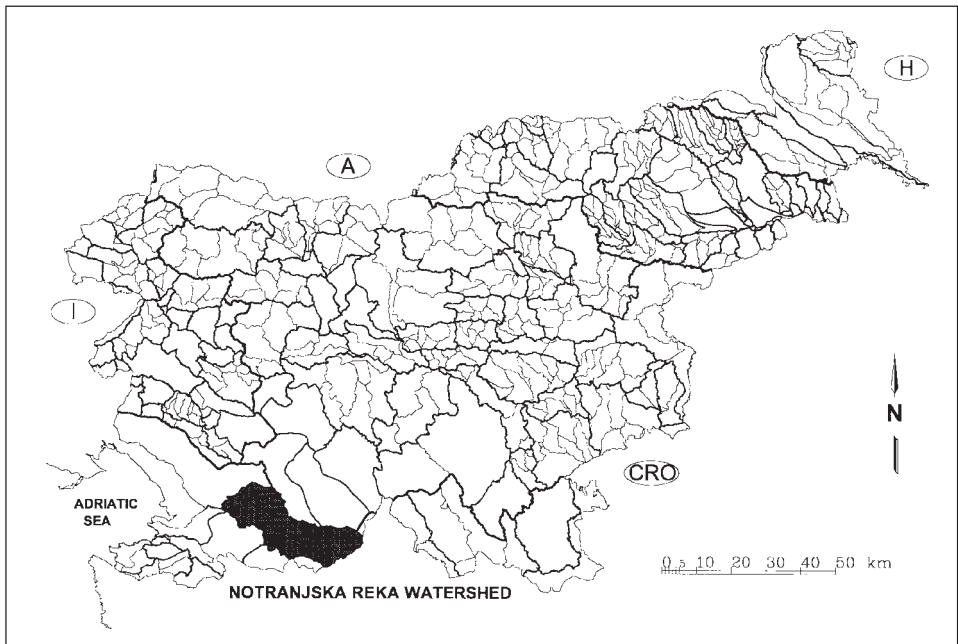 H
A
I
N
CRO
ADRIATIC
SEA
0 5 10 20 30 40 50 km
NOTRANJSKA REKA WATERSHED